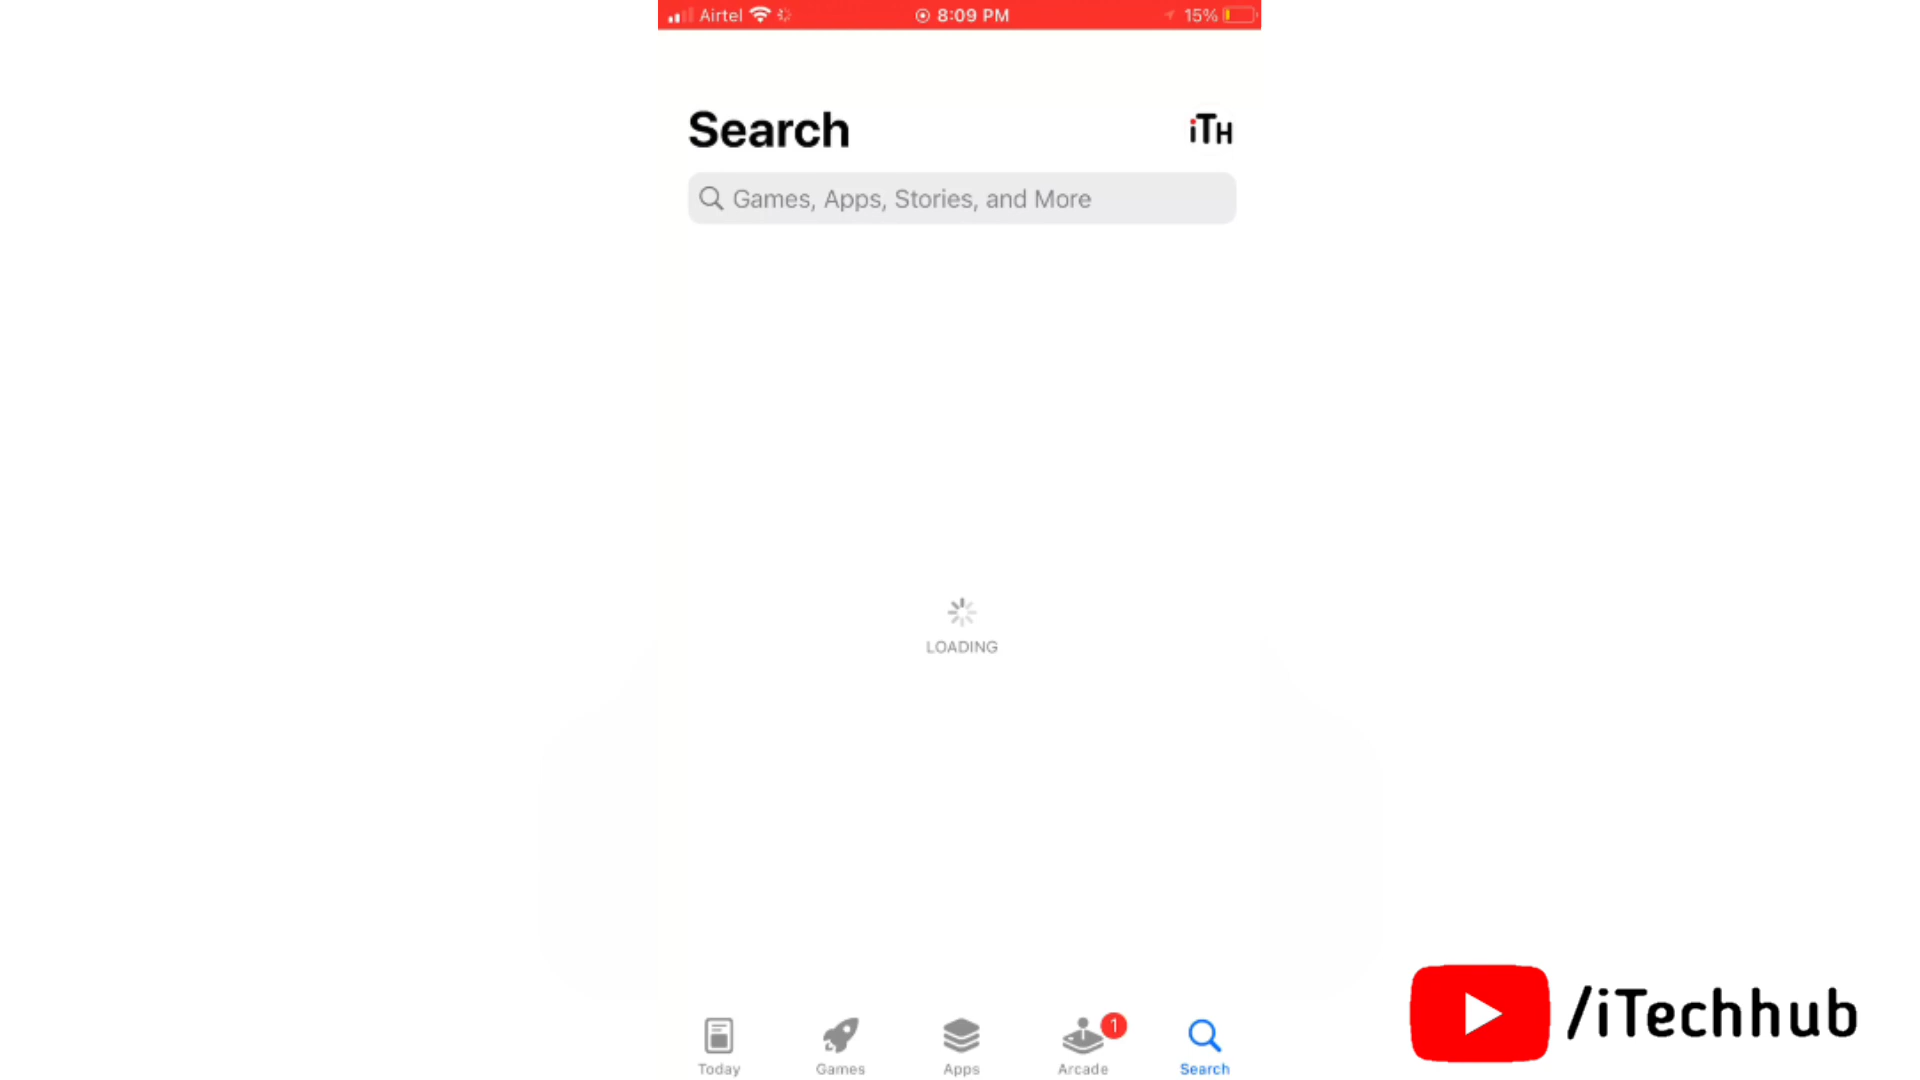 Airtel 8:09 PM 15%
Search iTH
Games, Apps, Stories, and More
LOADING
1
Today Games Apps Arcade Search
/iTechhub